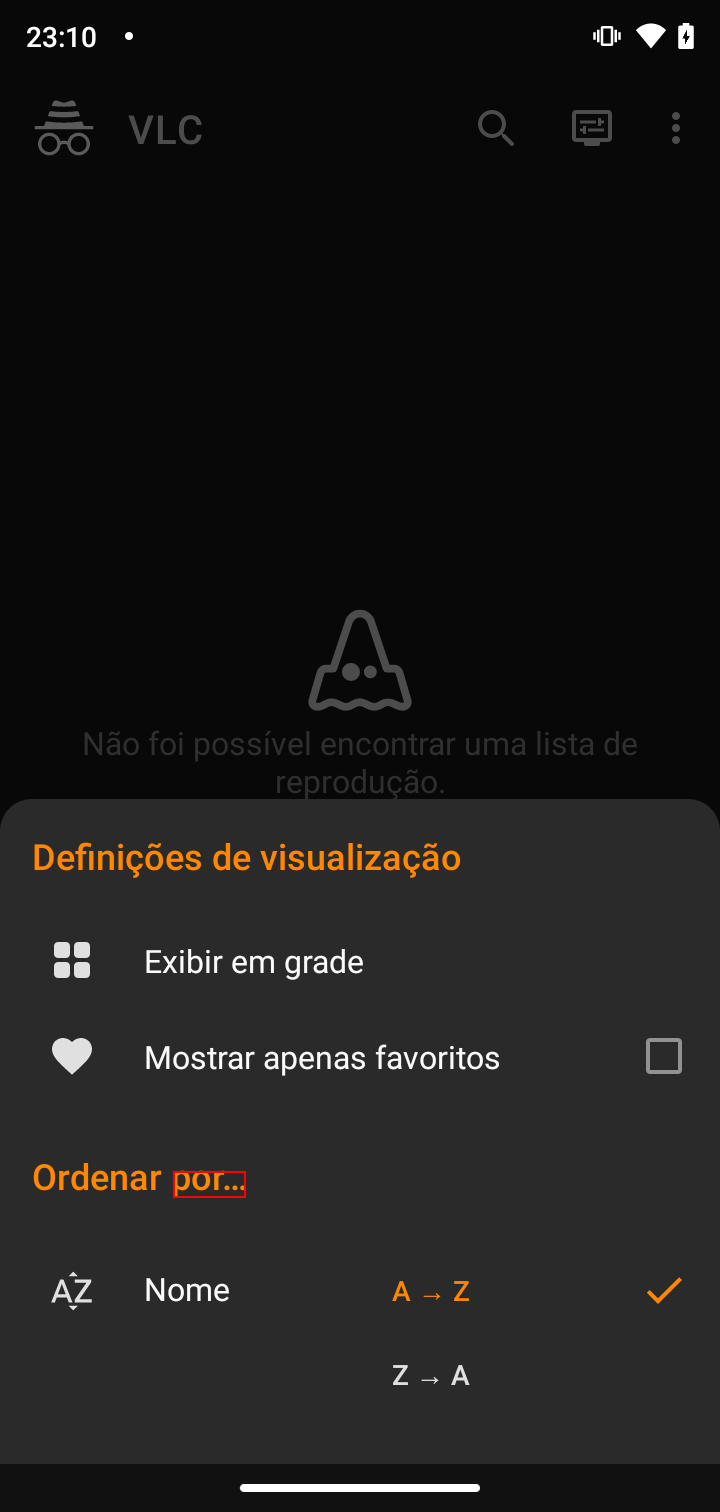 23:10
VLC
Não foi possível encontrar uma lista de
reprodução.
Definições de visualização
Exibir em grade
Mostrar apenas favoritos
Ordenar por...
AZ Nome A → Z
Z → A